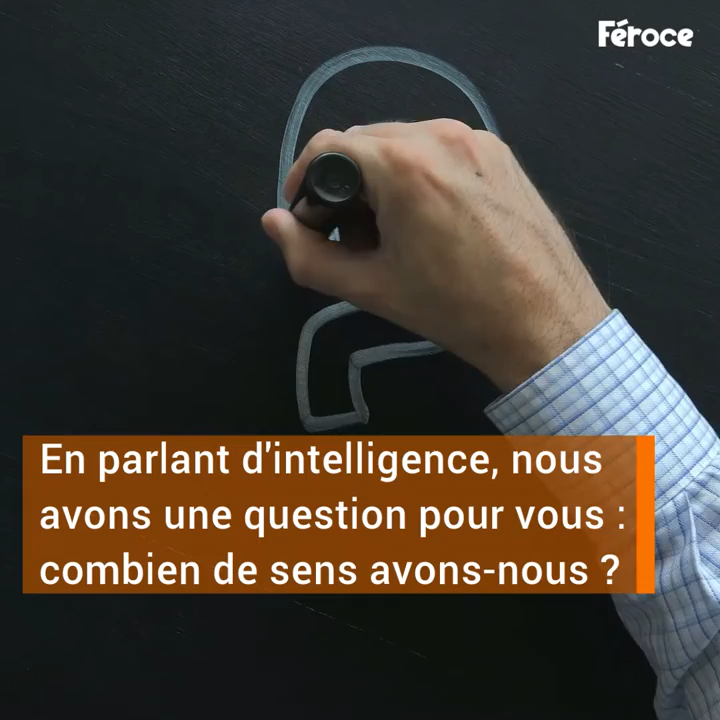 Féroce
En parlant d'intelligence, nous
avons une question pour vous :
combien de sens avons-nous ?